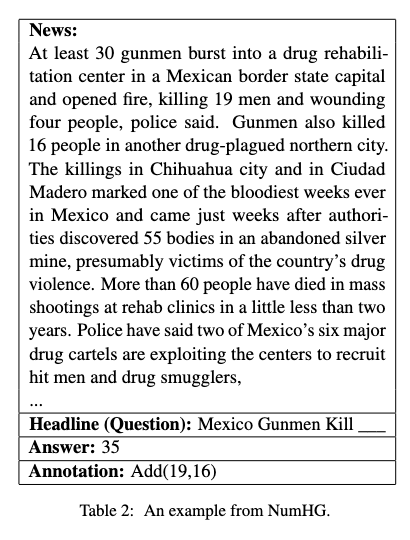 News:
At least 30 gunmen burst into a drug rehabili-
tation center in a Mexican border state capital
and opened fire, killing 19 men and wounding
four people, police said. Gunmen also killed
16 people in another drug-plagued northern city.
The killings in Chihuahua city and in Ciudad
Madero marked one of the bloodiest weeks ever
in Mexico and came just weeks after authori-
ties discovered 55 bodies in an abandoned silver
mine, presumably victims of the country's drug
violence. More than 60 people have died in mass
shootings at rehab clinics in a little less than two
years. Police have said two of Mexico's six major
drug cartels are exploiting the centers to recruit
hit men and drug smugglers,
...
Headline (Question): Mexico Gunmen Kill ___
Answer: 35
Annotation: Add(19,16)
Table 2: An example from NumHG.